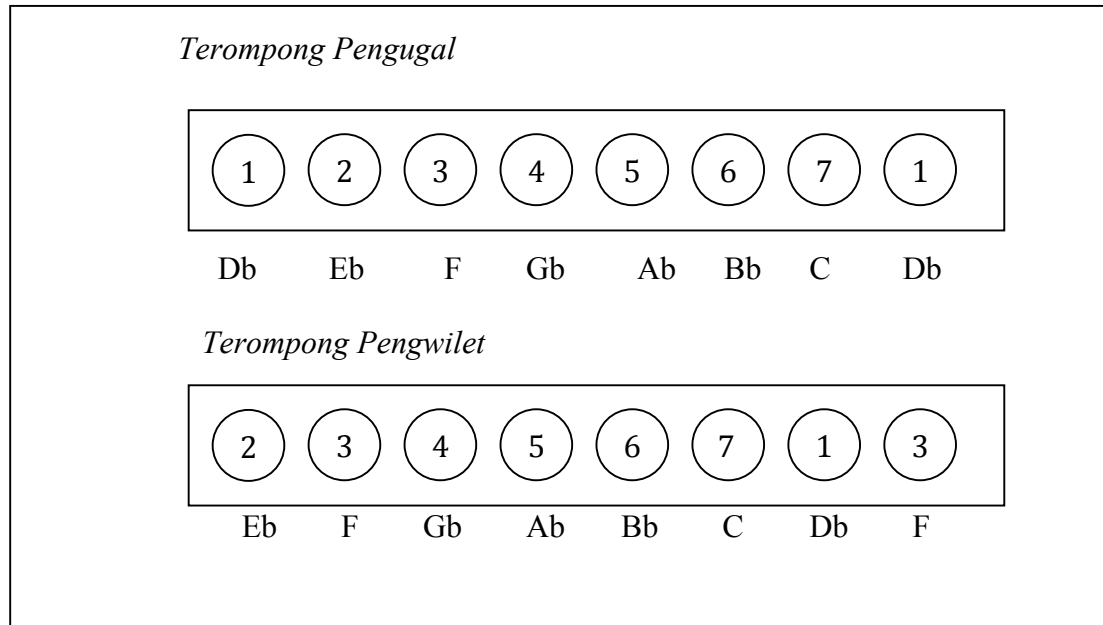 Terompong Pengugal
1 2 3 4 5 6 7 1
Db Eb F Gb Ab Bb C Db
Terompong Pengwilet
2 3 4 5 6 7 1 3
Eb F Gb Ab Bb C Db F